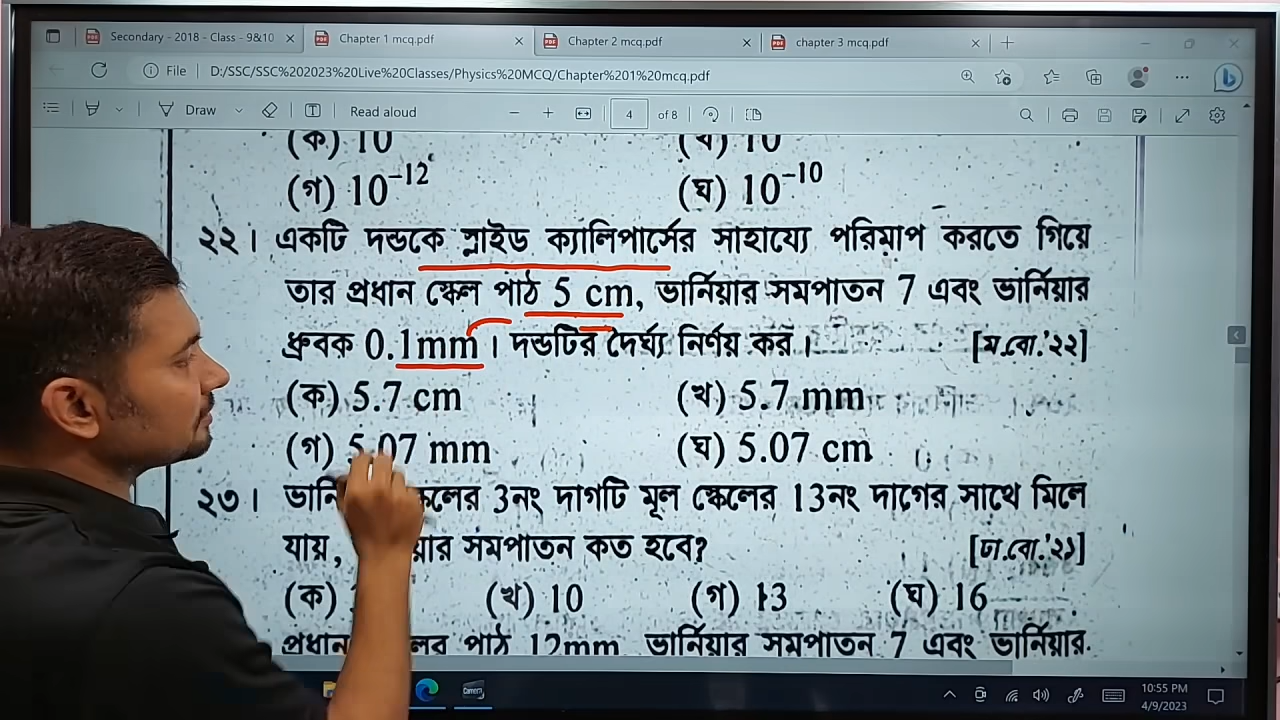 Secondary - 2018 - Class - 9&10
Chapter 1 mcq.pdf
Chapter 2 mcq.pdf
chapter 3 mcq.pdf
File
D:/SSC/SSC%202023%20Live%20Classes/Physics%20MCQ/Chapter%201%20mcq.pdf
Draw
Read aloud
4 of 8
(ক) 10 (খ) 10
(গ) 10⁻¹² (ঘ) 10⁻¹⁰
২২। একটি দন্ডকে স্লাইড ক্যালিপার্সের সাহায্যে পরিমাপ করতে গিয়ে
তার প্রধান স্কেল পাঠ 5 cm, ভার্নিয়ার সমপাতন 7 এবং ভার্নিয়ার
ধ্রুবক 0.1mm। দন্ডটির দৈর্ঘ্য নির্ণয় কর। [ম.বো.'২২]
(ক) 5.7 cm (খ) 5.7 mm
(গ) 5.07 mm (ঘ) 5.07 cm
২৩। 3নং দাগটি মূল স্কেলের 13নং দাগের সাথে মিলে
যায়, সমপাতন কত হবে? [ঢা.বো.'২১]
(ক) (খ) 10 (গ) 13 (ঘ) 16
প্রধান পাঠ 12mm ভার্নিয়ার সমপাতন 7 এবং ভার্নিয়ার
Camera
10:55 PM
4/9/2023